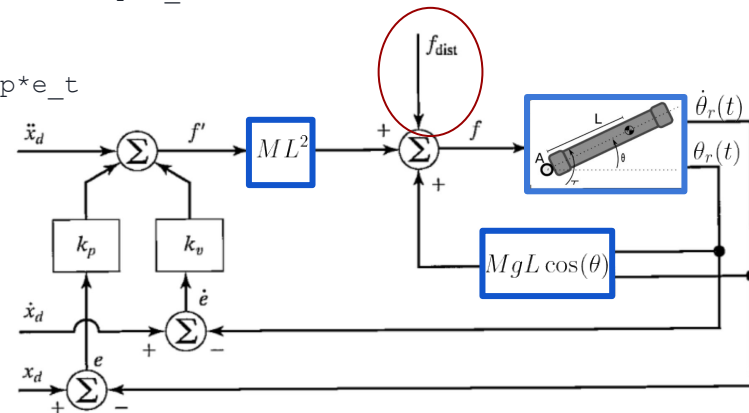 p*e_t
f_dist
ẍ_d
Σ
f′
ML²
+
Σ
f
L
A
θ
τ
θ̇_r(t)
θ_r(t)
+
k_p
k_v
MgL cos(θ)
ẋ_d
ė
Σ
+
−
e
x_d
Σ
+
−